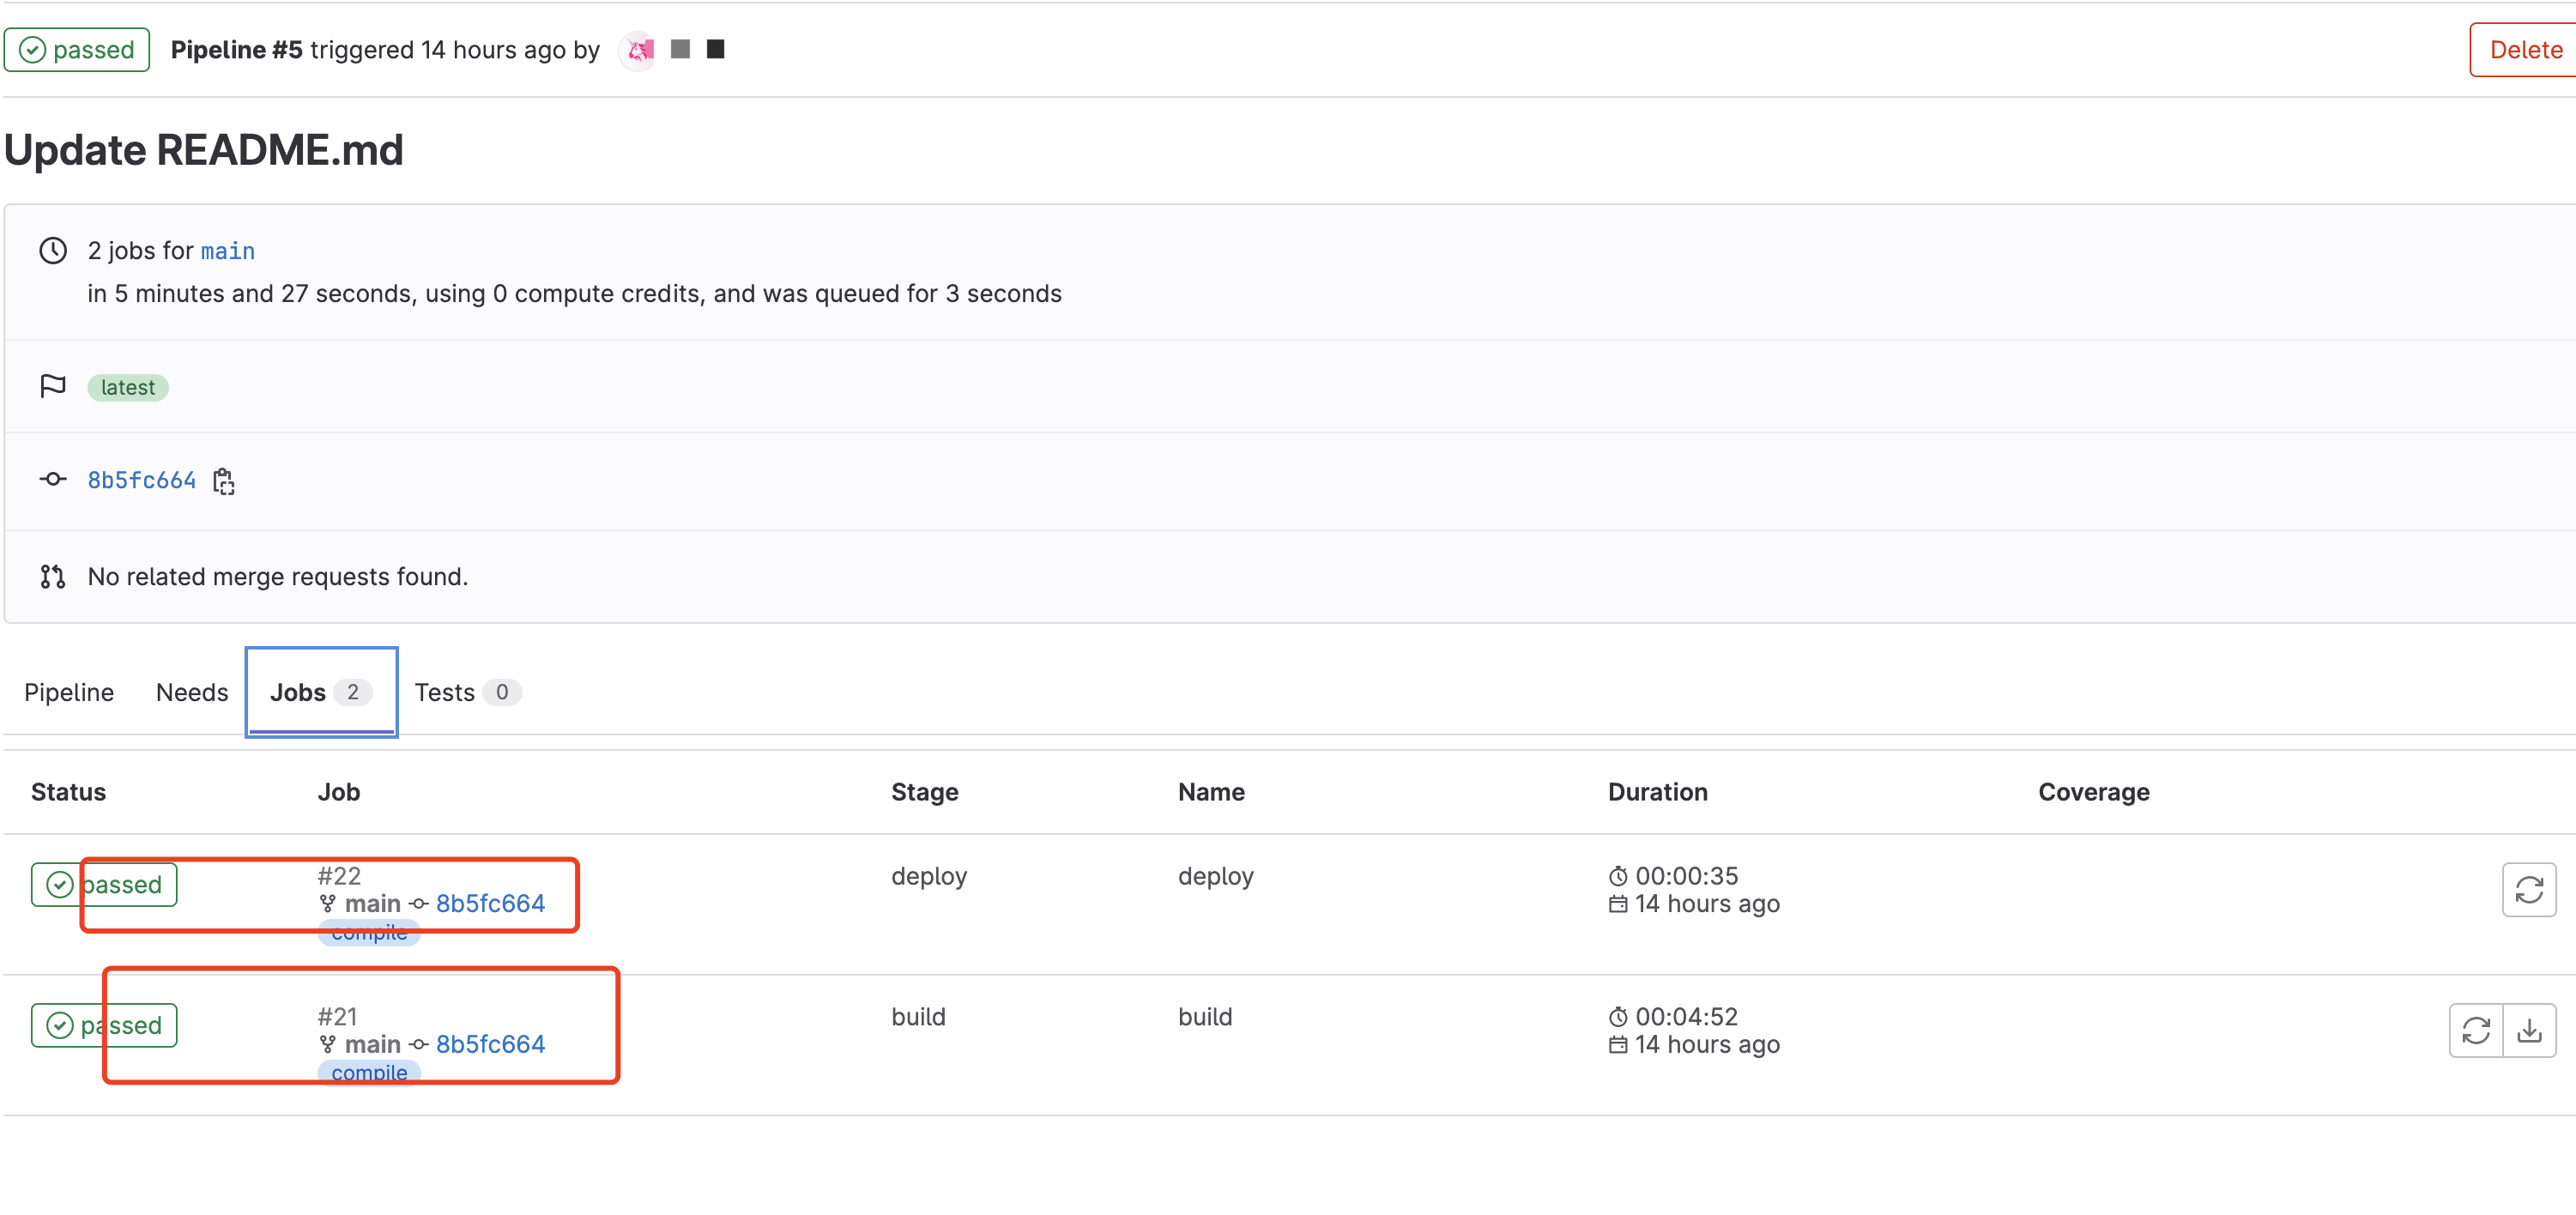 passed Pipeline #5 triggered 14 hours ago by Delete
Update README.md
2 jobs for main
in 5 minutes and 27 seconds, using 0 compute credits, and was queued for 3 seconds
latest
8b5fc664
No related merge requests found.
Pipeline Needs Jobs 2 Tests 0
Status Job Stage Name Duration Coverage
passed #22 deploy deploy 00:00:35
main 8b5fc664 14 hours ago
compile
passed #21 build build 00:04:52
main 8b5fc664 14 hours ago
compile